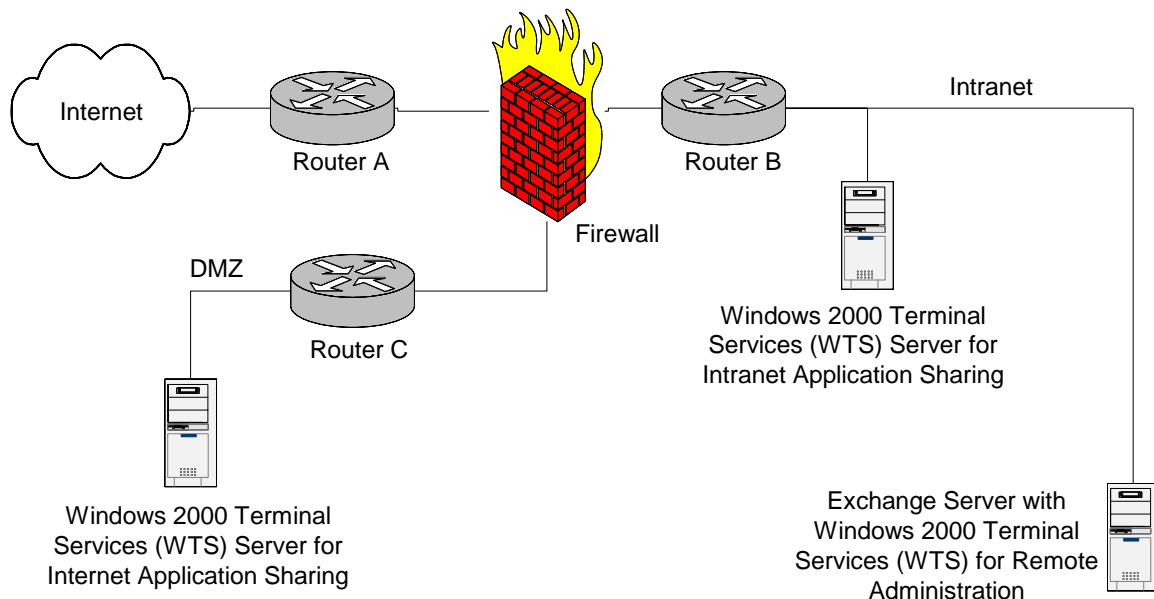 Internet
Router A
Firewall
Router B
Intranet
DMZ
Router C
Windows 2000 Terminal
Services (WTS) Server for
Intranet Application Sharing
Windows 2000 Terminal
Services (WTS) Server for
Internet Application Sharing
Exchange Server with
Windows 2000 Terminal
Services (WTS) for Remote
Administration